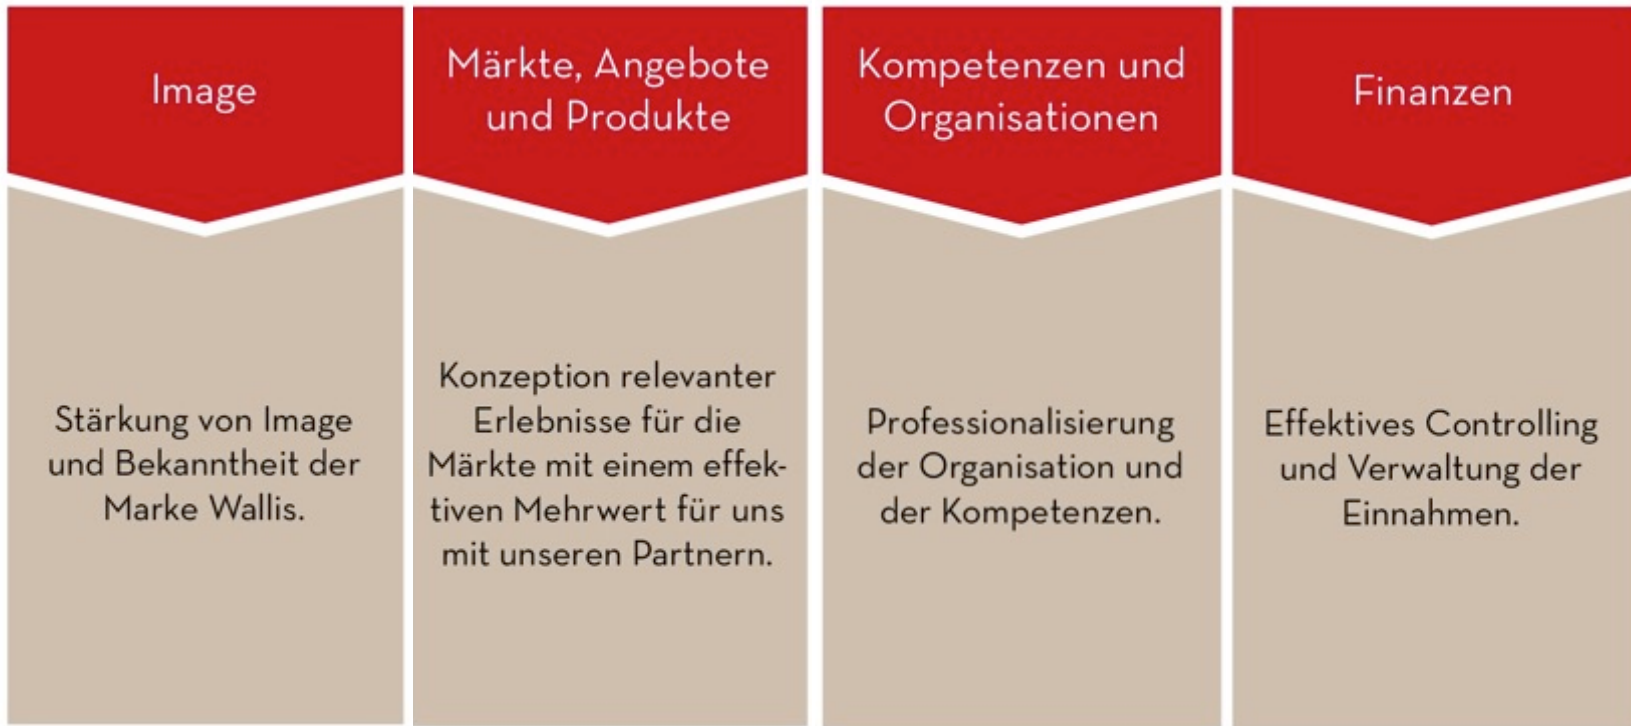 Image
Stärkung von Image
und Bekanntheit der
Marke Wallis.
Märkte, Angebote
und Produkte
Konzeption relevanter
Erlebnisse für die
Märkte mit einem effek-
tiven Mehrwert für uns
mit unseren Partnern.
Kompetenzen und
Organisationen
Professionalisierung
der Organisation und
der Kompetenzen.
Finanzen
Effektives Controlling
und Verwaltung der
Einnahmen.